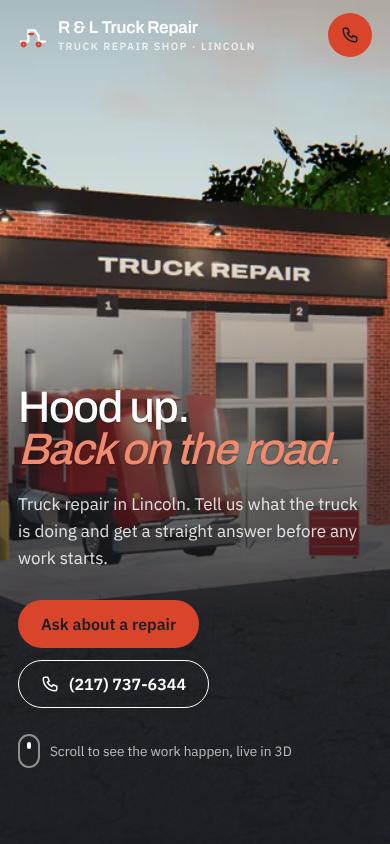 R & L Truck Repair
TRUCK REPAIR SHOP · LINCOLN
TRUCK REPAIR
1
2
Hood up.
Back on the road.
Truck repair in Lincoln. Tell us what the truck
is doing and get a straight answer before any
work starts.
Ask about a repair
(217) 737-6344
Scroll to see the work happen, live in 3D